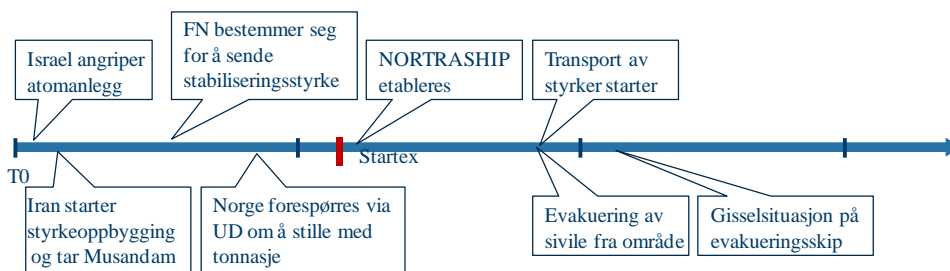 FN bestemmer seg
for å sende
stabiliseringsstyrke
Israel angriper
atomanlegg
NORTRASHIP
etableres
Transport av
styrker starter
T0
Startex
Iran starter
styrkeoppbygging
og tar Musandam
Norge forespørres via
UD om å stille med
tonnasje
Evakuering av
sivile fra område
Gisselsituasjon på
evakueringsskip